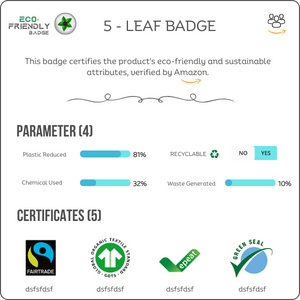 ECO-
FRIENDLY
BADGE
5 - LEAF BADGE
This badge certifies the product's eco-friendly and sustainable
attributes, verified by Amazon.
PARAMETER (4)
Plastic Reduced 81%
RECYCLABLE NO YES
Chemical Used 32%
Waste Generated 10%
CERTIFICATES (5)
FAIRTRADE
GLOBAL ORGANIC TEXTILE STANDARD
GOTS
epeat
GREEN SEAL
dsfsfdsf dsfsfdsf dsfsfdsf dsfsfdsf